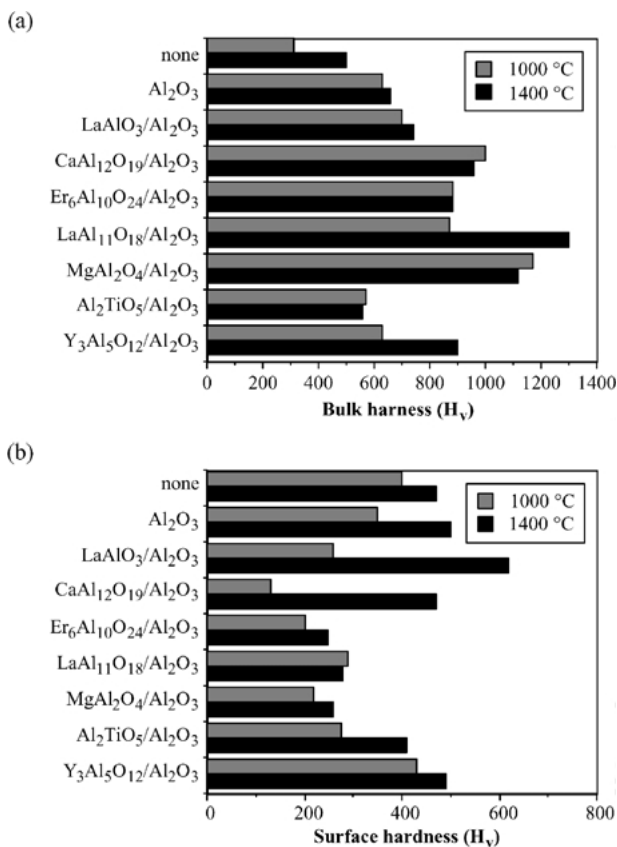 (a)
none
Al₂O₃
LaAlO₃/Al₂O₃
CaAl₁₂O₁₉/Al₂O₃
Er₆Al₁₀O₂₄/Al₂O₃
LaAl₁₁O₁₈/Al₂O₃
MgAl₂O₄/Al₂O₃
Al₂TiO₅/Al₂O₃
Y₃Al₅O₁₂/Al₂O₃
1000 °C
1400 °C
0 200 400 600 800 1000 1200 1400
Bulk harness (Hᵥ)
(b)
none
Al₂O₃
LaAlO₃/Al₂O₃
CaAl₁₂O₁₉/Al₂O₃
Er₆Al₁₀O₂₄/Al₂O₃
LaAl₁₁O₁₈/Al₂O₃
MgAl₂O₄/Al₂O₃
Al₂TiO₅/Al₂O₃
Y₃Al₅O₁₂/Al₂O₃
1000 °C
1400 °C
0 200 400 600 800
Surface hardness (Hᵥ)